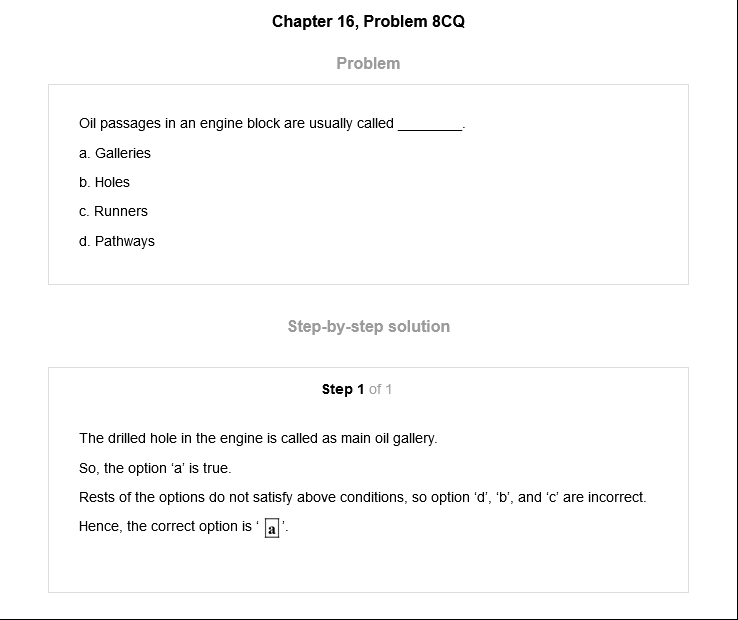 Chapter 16, Problem 8CQ
Problem
Oil passages in an engine block are usually called ________.
a. Galleries
b. Holes
c. Runners
d. Pathways
Step-by-step solution
Step 1 of 1
The drilled hole in the engine is called as main oil gallery.
So, the option ‘a’ is true.
Rests of the options do not satisfy above conditions, so option ‘d’, ‘b’, and ‘c’ are incorrect.
Hence, the correct option is ‘ a ’.